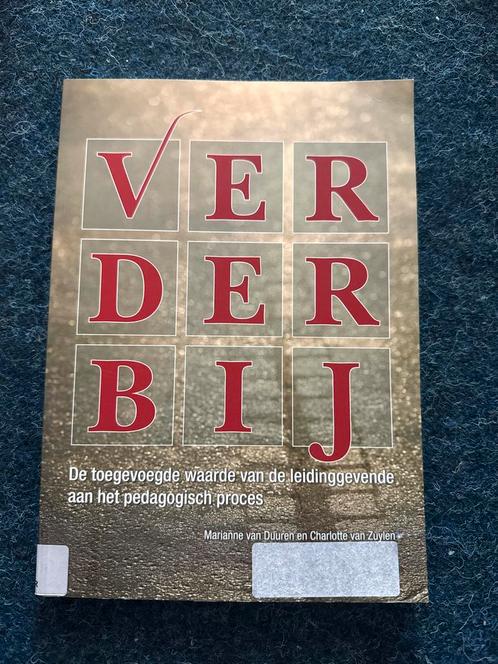 VER
DER
BIJ
De toegevoegde waarde van de leidinggevende
aan het pedagogisch proces
Marianne van Duuren en Charlotte van Zuylen